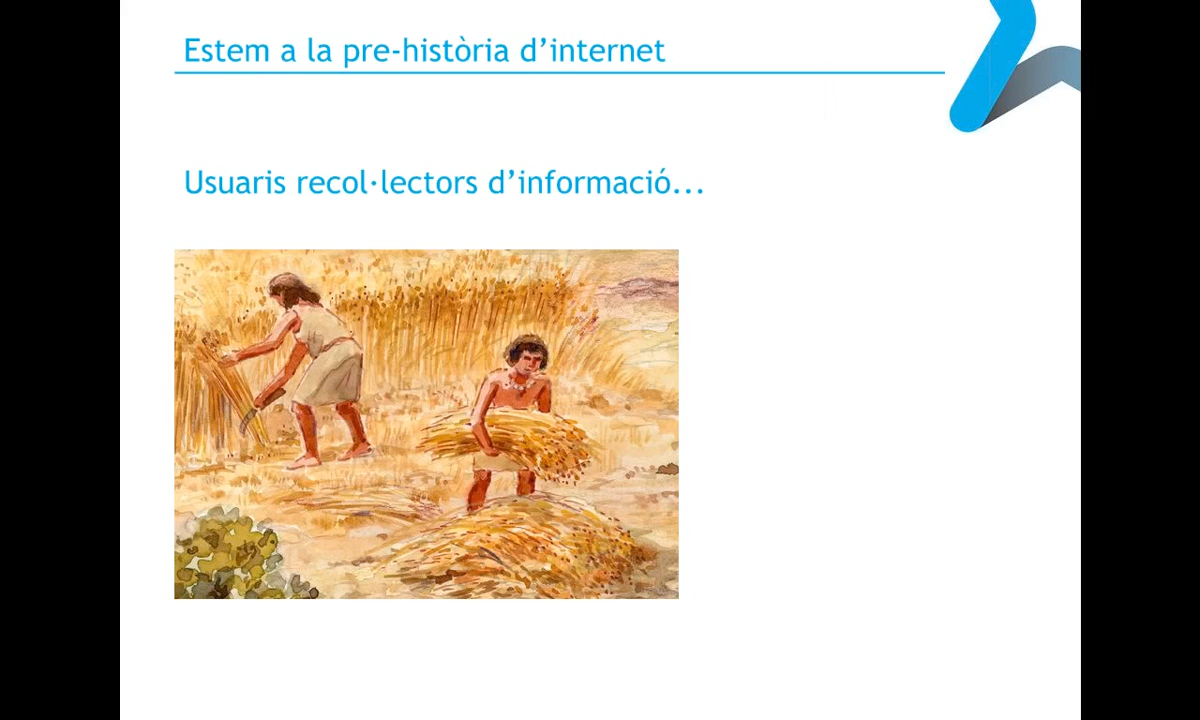 Estem a la pre-història d’internet
Usuaris recol·lectors d’informació...